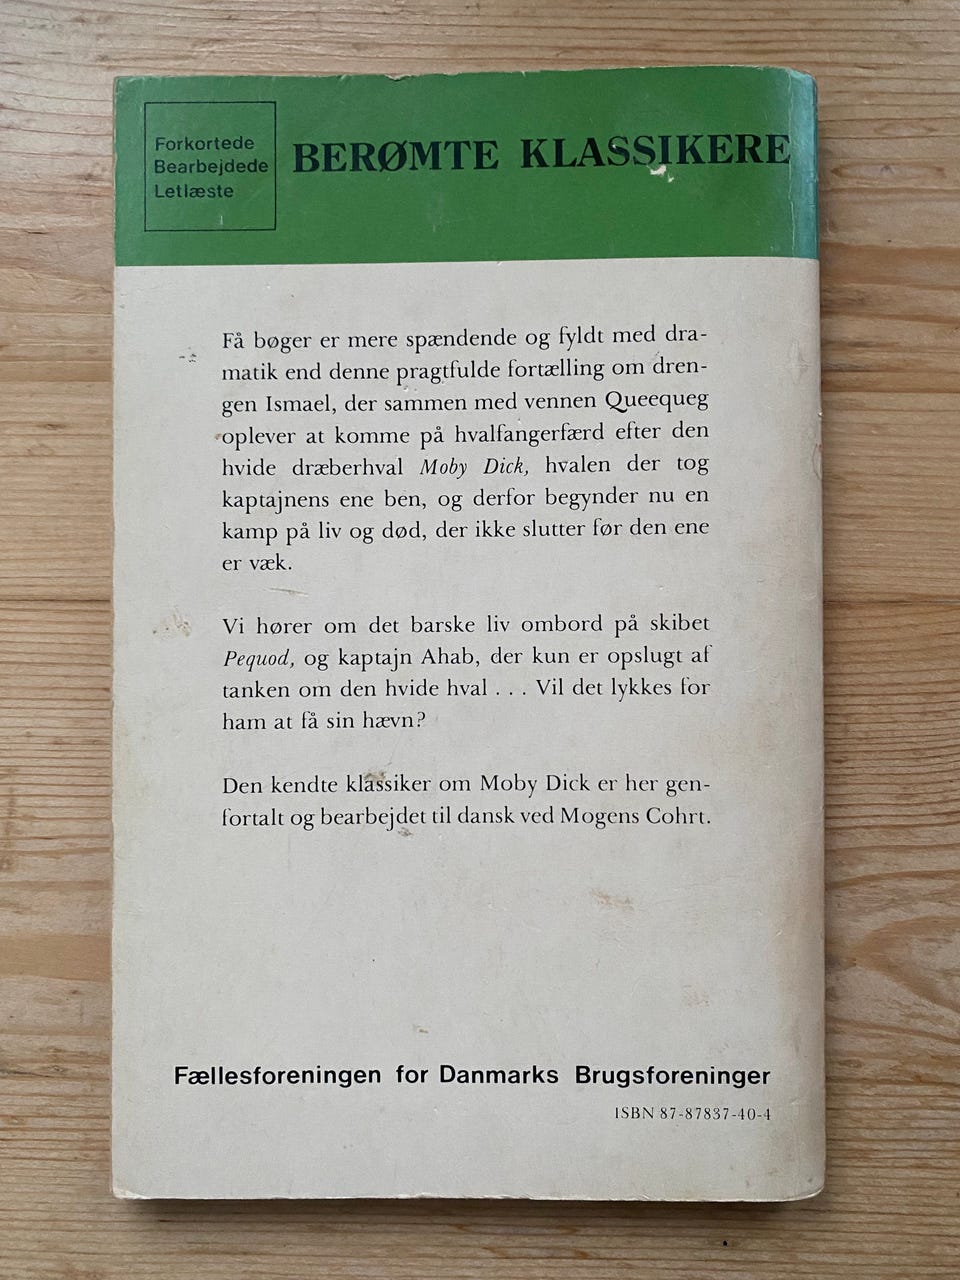 Forkortede
Bearbejdede
Letlæste
BERØMTE KLASSIKERE
Få bøger er mere spændende og fyldt med dra-
matik end denne pragtfulde fortælling om dren-
gen Ismael, der sammen med vennen Queequeg
oplever at komme på hvalfangerfærd efter den
hvide dræberhval Moby Dick, hvalen der tog
kaptajnens ene ben, og derfor begynder nu en
kamp på liv og død, der ikke slutter før den ene
er væk.
Vi hører om det barske liv ombord på skibet
Pequod, og kaptajn Ahab, der kun er opslugt af
tanken om den hvide hval . . . Vil det lykkes for
ham at få sin hævn?
Den kendte klassiker om Moby Dick er her gen-
fortalt og bearbejdet til dansk ved Mogens Cohrt.
Fællesforeningen for Danmarks Brugsforeninger
ISBN 87-87837-40-4